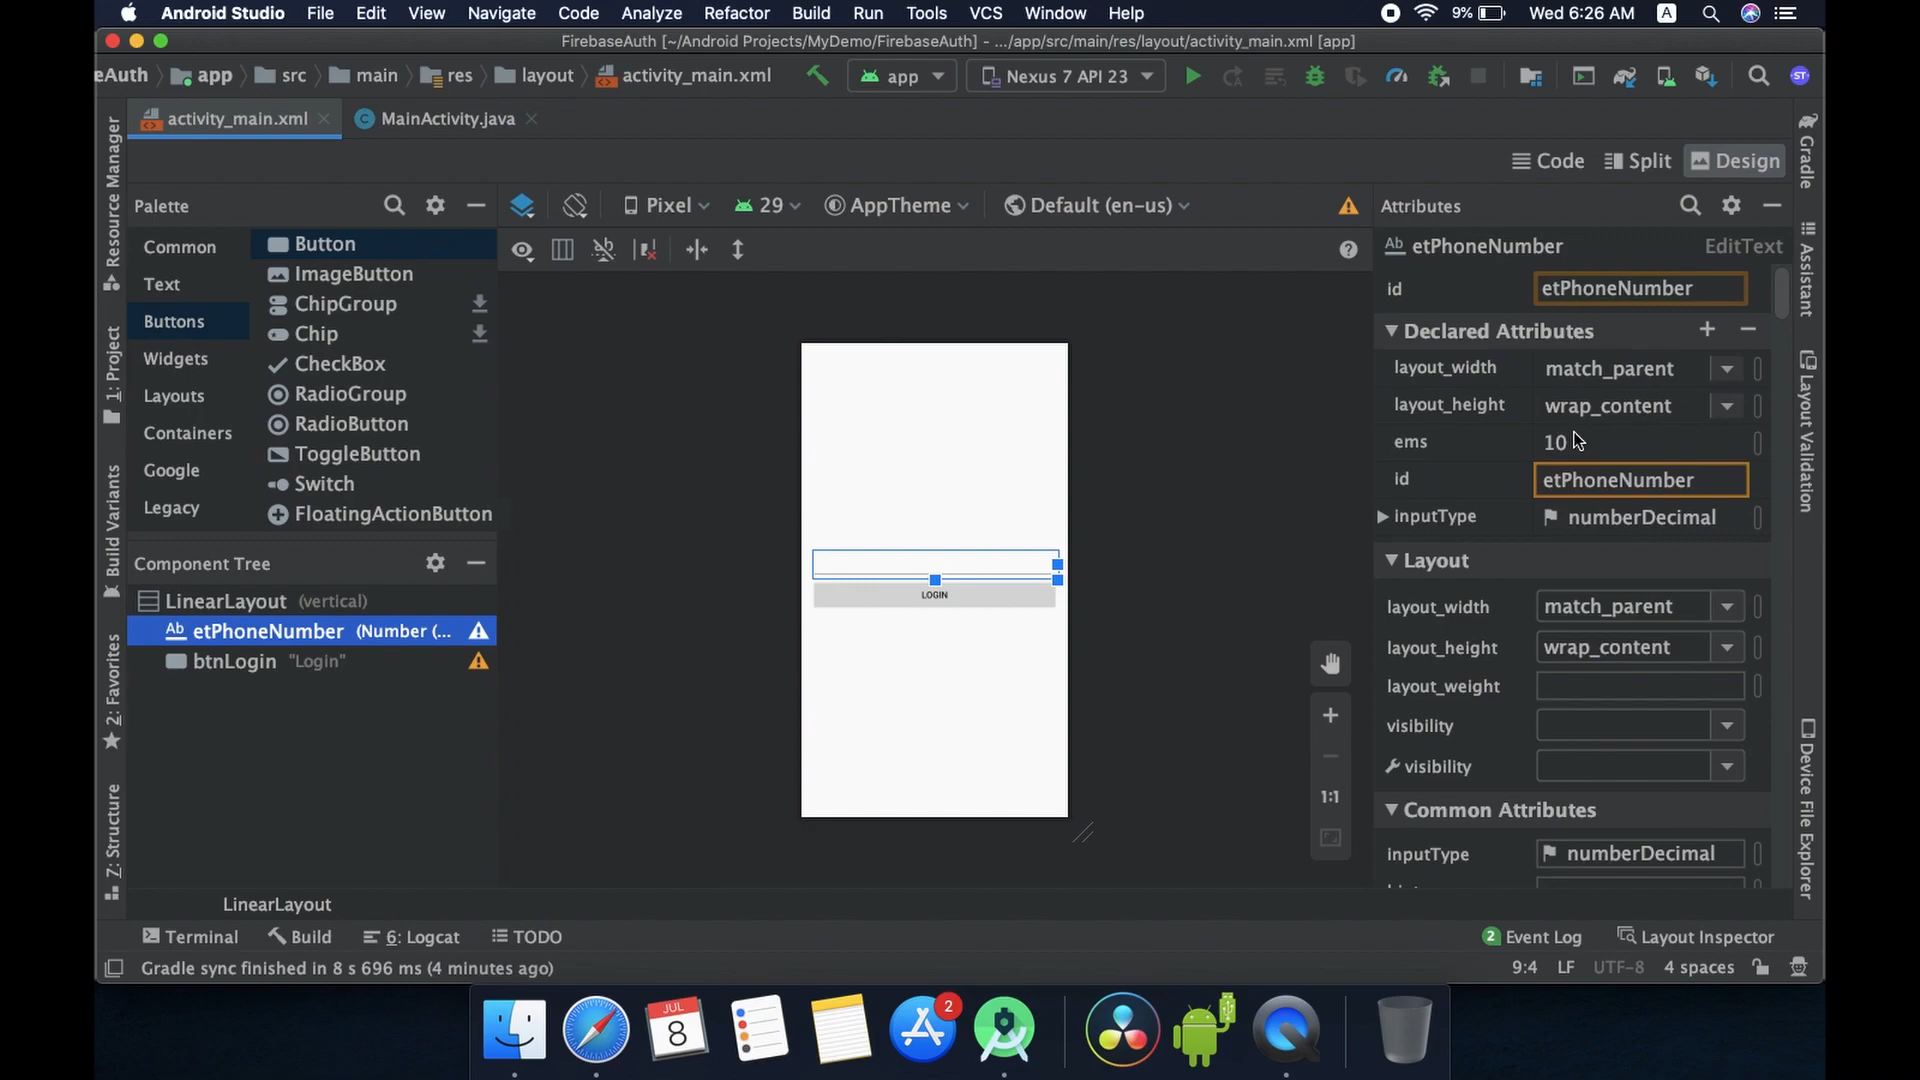 Android Studio File Edit View Navigate Code Analyze Refactor Build Run Tools VCS Window Help 9% Wed 6:26 AM A
FirebaseAuth [~/Android Projects/MyDemo/FirebaseAuth] - .../app/src/main/res/layout/activity_main.xml [app]
eAuth app src main res layout activity_main.xml app Nexus 7 API 23 ST
activity_main.xml MainActivity.java
Code Split Design
Palette Pixel 29 AppTheme Default (en-us) Attributes
Common Button
Text ImageButton
Buttons ChipGroup
Widgets Chip
Layouts CheckBox
Containers RadioGroup
Google RadioButton
Legacy ToggleButton
Switch
FloatingActionButton
Component Tree
LinearLayout (vertical)
Ab etPhoneNumber (Number (...
btnLogin "Login"
LOGIN
Ab etPhoneNumber EditText
id etPhoneNumber
Declared Attributes
layout_width match_parent
layout_height wrap_content
ems 10
id etPhoneNumber
inputType numberDecimal
Layout
layout_width match_parent
layout_height wrap_content
layout_weight
visibility
visibility
Common Attributes
inputType numberDecimal
1:1
Resource Manager
1: Project
Build Variants
2: Favorites
Z: Structure
Gradle
Assistant
Layout Validation
Device File Explorer
LinearLayout
Terminal Build 6: Logcat TODO 2 Event Log Layout Inspector
Gradle sync finished in 8 s 696 ms (4 minutes ago) 9:4 LF UTF-8 4 spaces
JUL
8
2